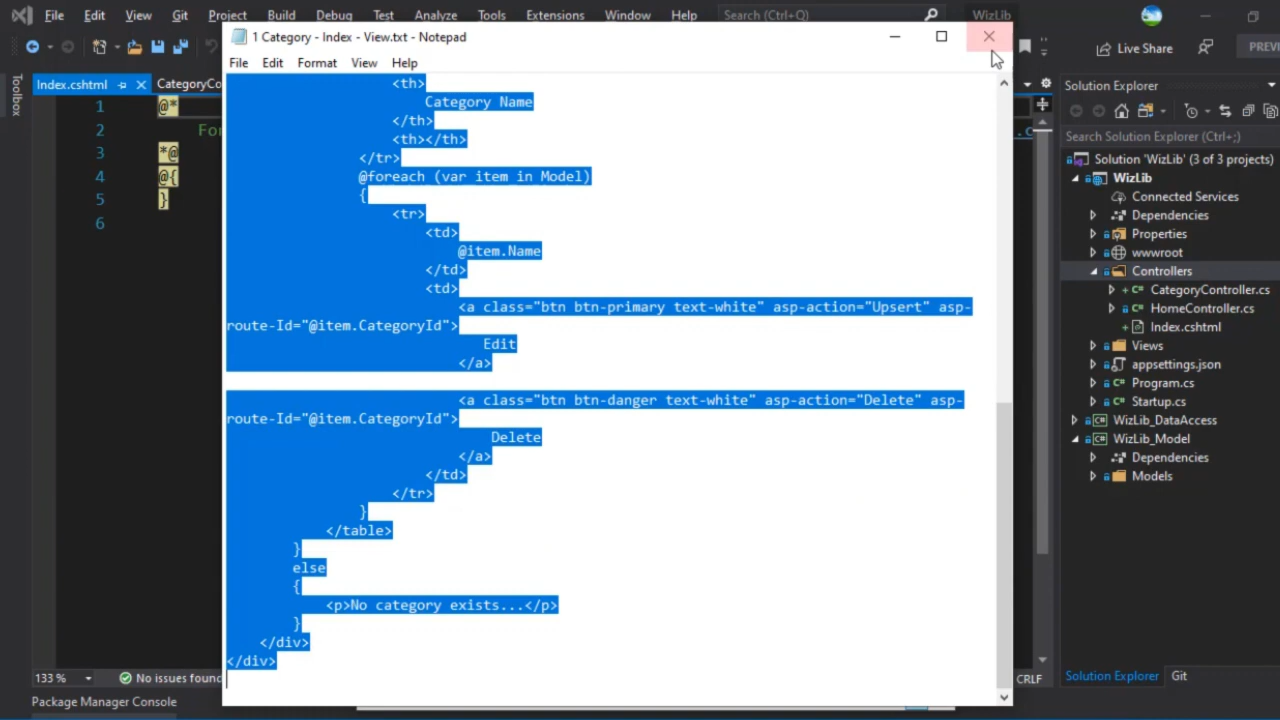 File Edit View Git Project Build Debug Test Analyze Tools Extensions Window Help Search (Ctrl+Q) WizLib
1 Category - Index - View.txt - Notepad
Live Share
File Edit Format View Help
Toolbox
Index.cshtml
<th>
Category Name
</th>
<th></th>
</tr>
@foreach (var item in Model)
{
<tr>
<td>
@item.Name
</td>
<td>
<a class="btn btn-primary text-white" asp-action="Upsert" asp-
route-Id="@item.CategoryId">
Edit
</a>
<a class="btn btn-danger text-white" asp-action="Delete" asp-
route-Id="@item.CategoryId">
Delete
</a>
</td>
</tr>
}
</table>
}
else
{
<p>No category exists...</p>
}
</div>
</div>
1 @*
2
3 *@
4 @{
5 }
6
Solution Explorer
Search Solution Explorer (Ctrl+;)
Solution 'WizLib' (3 of 3 projects)
WizLib
Connected Services
Dependencies
Properties
wwwroot
Controllers
CategoryController.cs
HomeController.cs
Index.cshtml
Views
appsettings.json
Program.cs
Startup.cs
WizLib_DataAccess
WizLib_Model
Dependencies
Models
133 % No issues found CRLF
Solution Explorer Git
Package Manager Console